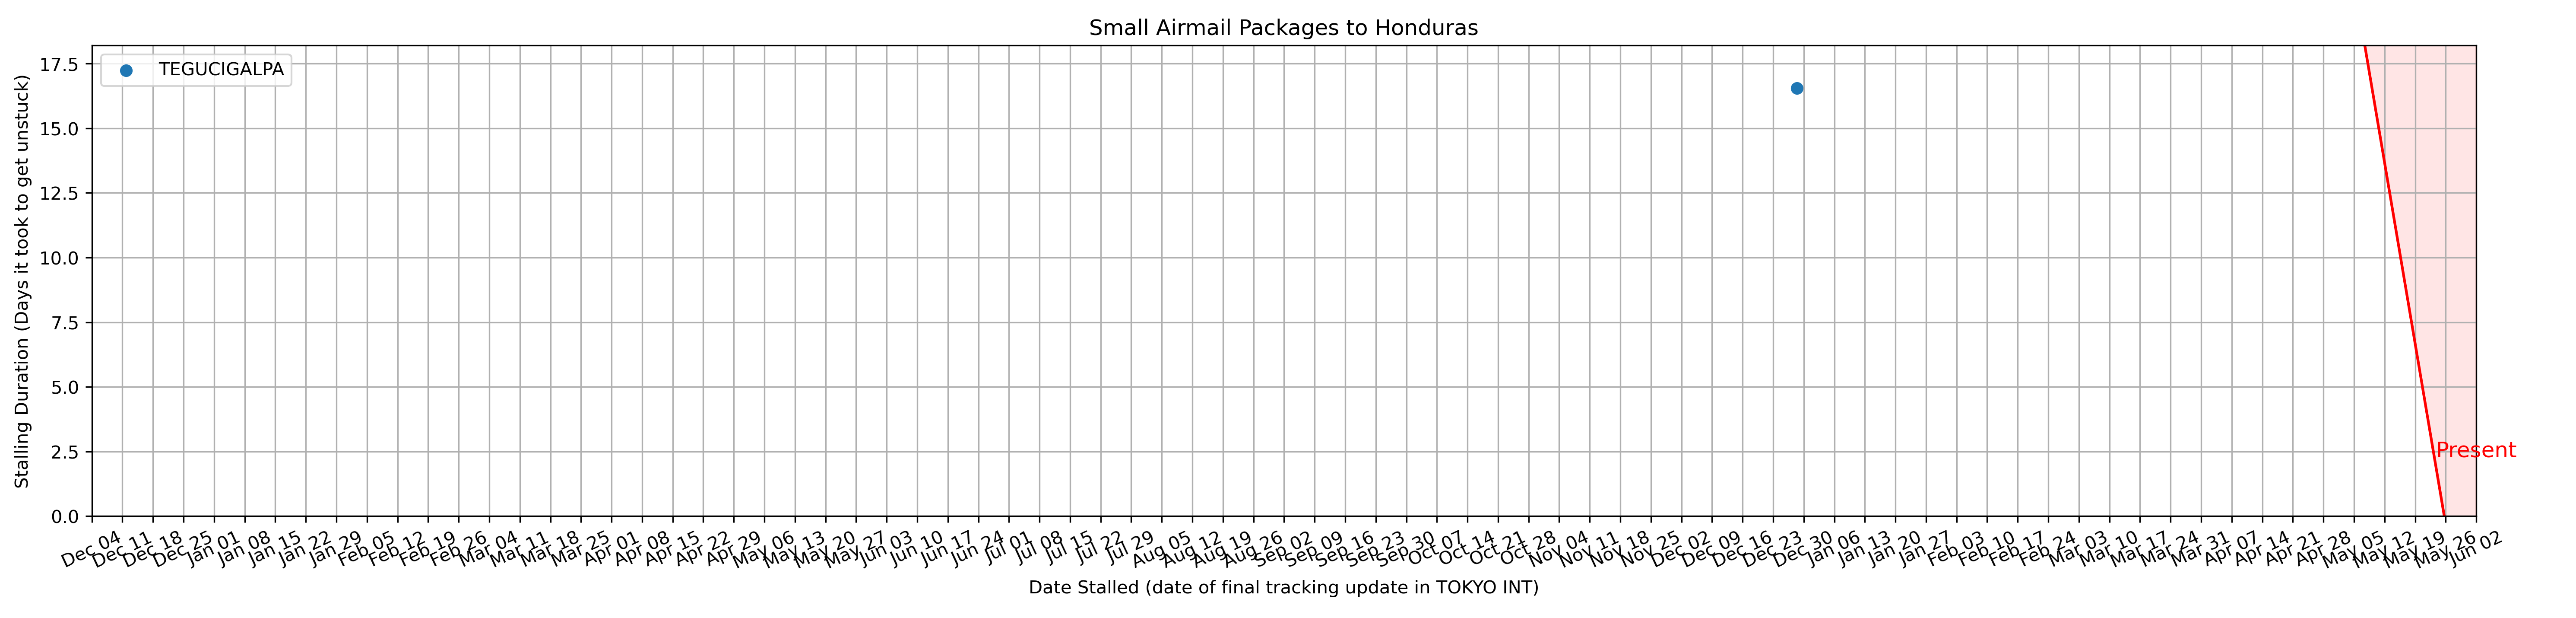 Small Airmail Packages to Honduras
TEGUCIGALPA
Stalling Duration (Days it took to get unstuck)
17.5
15.0
12.5
10.0
7.5
5.0
2.5
0.0
Present
Dec 04 Dec 11 Dec 18 Dec 25 Jan 01 Jan 08 Jan 15 Jan 22 Jan 29 Feb 05 Feb 12 Feb 19 Feb 26 Mar 04 Mar 11 Mar 18 Mar 25 Apr 01 Apr 08 Apr 15 Apr 22 Apr 29 May 06 May 13 May 20 May 27 Jun 03 Jun 10 Jun 17 Jun 24 Jul 01 Jul 08 Jul 15 Jul 22 Jul 29 Aug 05 Aug 12 Aug 19 Aug 26 Sep 02 Sep 09 Sep 16 Sep 23 Sep 30 Oct 07 Oct 14 Oct 21 Oct 28 Nov 04 Nov 11 Nov 18 Nov 25 Dec 02 Dec 09 Dec 16 Dec 23 Dec 30 Jan 06 Jan 13 Jan 20 Jan 27 Feb 03 Feb 10 Feb 17 Feb 24 Mar 03 Mar 10 Mar 17 Mar 24 Mar 31 Apr 07 Apr 14 Apr 21 Apr 28 May 05 May 12 May 19 May 26 Jun 02
Date Stalled (date of final tracking update in TOKYO INT)